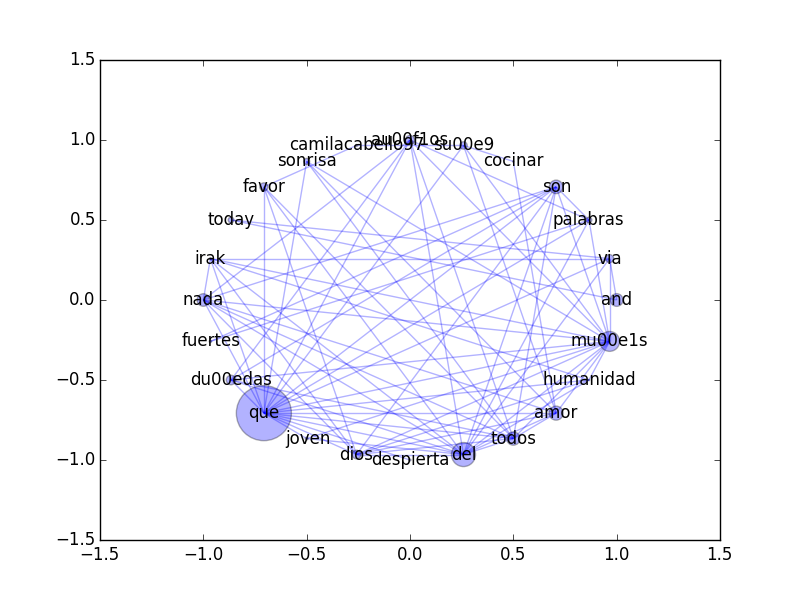 1.5
1.0
0.5
0.0
−0.5
−1.0
−1.5
au00f1os
camilacabello97
su00e9
sonrisa
cocinar
favor
son
today
palabras
irak
via
nada
and
fuertes
mu00e1s
du00edas
humanidad
que
amor
joven
todos
dios
despierta
del
−1.5 −1.0 −0.5 0.0 0.5 1.0 1.5